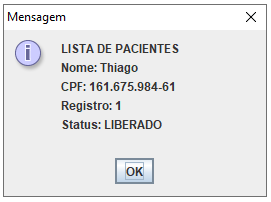 Mensagem
LISTA DE PACIENTES
Nome: Thiago
CPF: 161.675.984-61
Registro: 1
Status: LIBERADO
OK